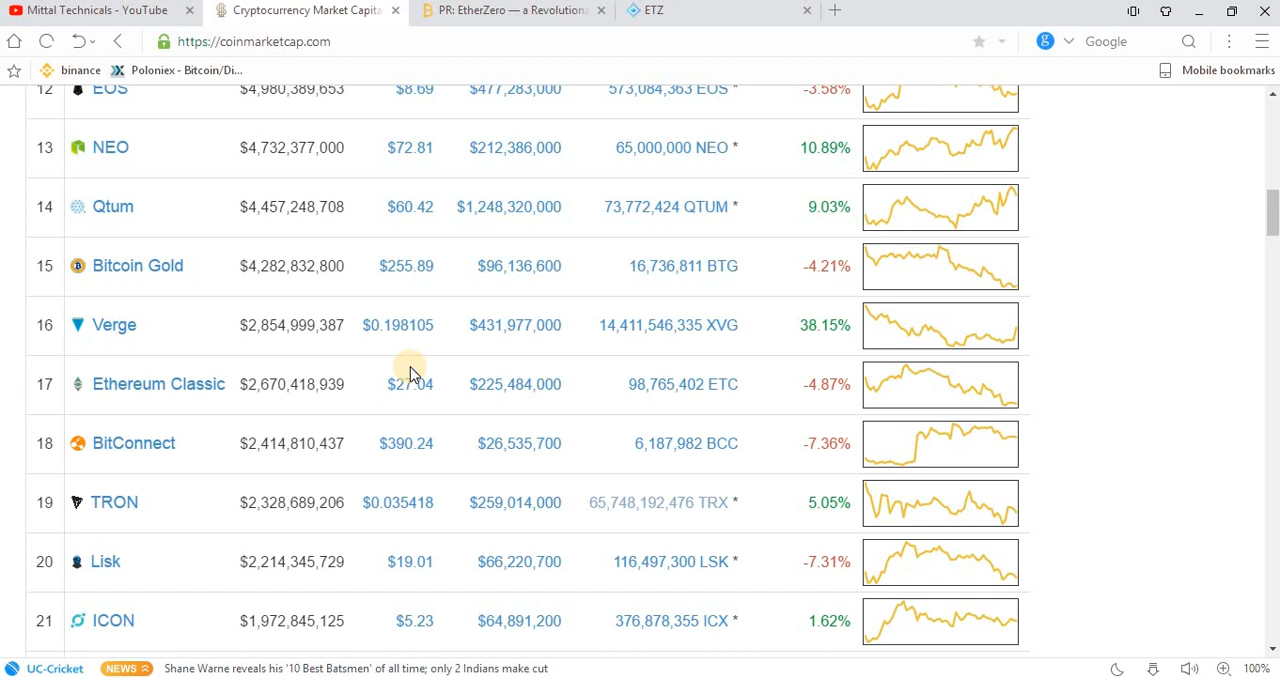 Mittal Technicals - YouTube
Cryptocurrency Market Capita
PR: EtherZero — a Revolutiona
ETZ
https://coinmarketcap.com
Google
binance
Poloniex - Bitcoin/Di...
Mobile bookmarks
12 EOS $4,980,389,653 $8.69 $477,283,000 573,084,363 EOS * -3.58%
13 NEO $4,732,377,000 $72.81 $212,386,000 65,000,000 NEO * 10.89%
14 Qtum $4,457,248,708 $60.42 $1,248,320,000 73,772,424 QTUM * 9.03%
15 Bitcoin Gold $4,282,832,800 $255.89 $96,136,600 16,736,811 BTG -4.21%
16 Verge $2,854,999,387 $0.198105 $431,977,000 14,411,546,335 XVG 38.15%
17 Ethereum Classic $2,670,418,939 $27.04 $225,484,000 98,765,402 ETC -4.87%
18 BitConnect $2,414,810,437 $390.24 $26,535,700 6,187,982 BCC -7.36%
19 TRON $2,328,689,206 $0.035418 $259,014,000 65,748,192,476 TRX * 5.05%
20 Lisk $2,214,345,729 $19.01 $66,220,700 116,497,300 LSK * -7.31%
21 ICON $1,972,845,125 $5.23 $64,891,200 376,878,355 ICX * 1.62%
UC-Cricket NEWS Shane Warne reveals his '10 Best Batsmen' of all time; only 2 Indians make cut 100%